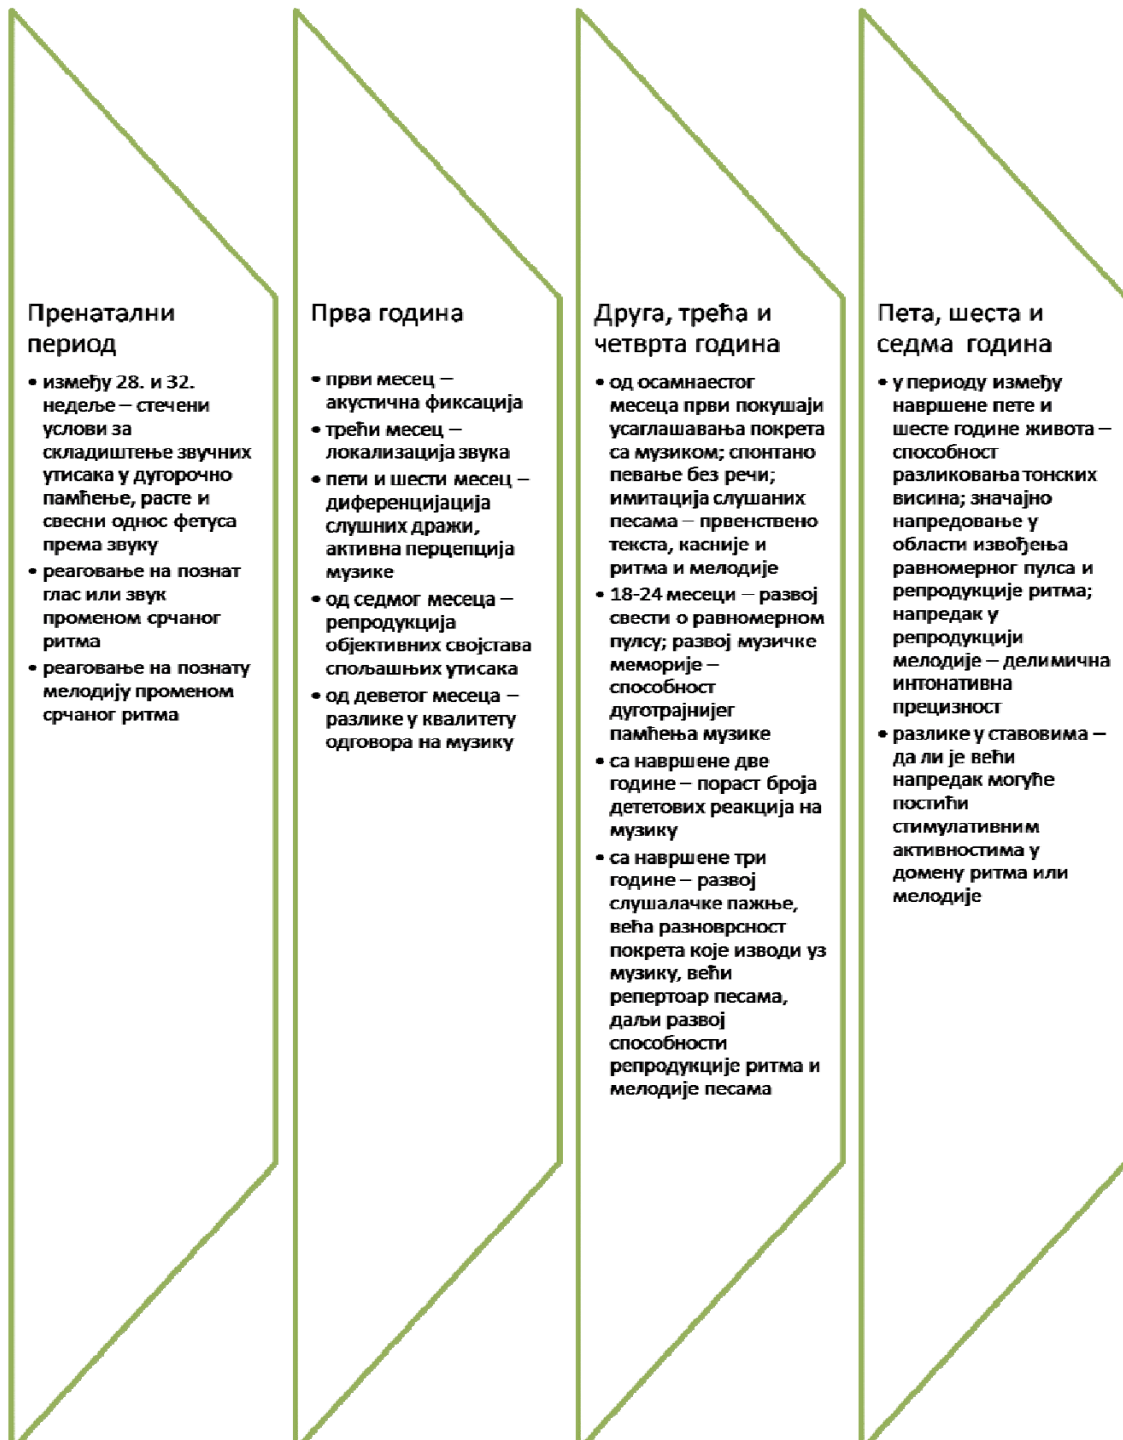 Пренатални
период
• између 28. и 32.
недеље – стечени
услови за
складиштење звучних
утисака у дугорочно
памћење, расте и
свесни однос фетуса
према звуку
• реаговање на познат
глас или звук
променом срчаног
ритма
• реаговање на познату
мелодију променом
срчаног ритма
Прва година
• први месец –
акустична фиксација
• трећи месец –
локализација звука
• пети и шести месец –
диференцијација
слушних дражи,
активна перцепција
музике
• од седмог месеца –
репродукција
објективних својстава
спољашњих утисака
• од деветог месеца –
разлике у квалитету
одговора на музику
Друга, трећа и
четврта година
• од осамнаестог
месеца први покушаји
усаглашавања покрета
са музиком; спонтано
певање без речи;
имитација слушаних
песама – првенствено
текста, касније и
ритма и мелодије
• 18-24 месеци – развој
свести о равномерном
пулсу; развој музичке
меморије –
способност
дуготрајнијег
памћења музике
• са навршене две
године – пораст броја
дететових реакција на
музику
• са навршене три
године – развој
слушалачке пажње,
већа разноврсност
покрета које изводи уз
музику, већи
репертоар песама,
даљи развој
способности
репродукције ритма и
мелодије песама
Пета, шеста и
седма година
• у периоду између
навршене пете и
шесте године живота –
способност
разликовања тонских
висина; значајно
напредовање у
области извођења
равномерног пулса и
репродукције ритма;
напредак у
репродукцији
мелодије – делимична
интонативна
прецизност
• разлике у ставовима –
да ли је већи
напредак могуће
постићи
стимулативним
активностима у
домену ритма или
мелодије